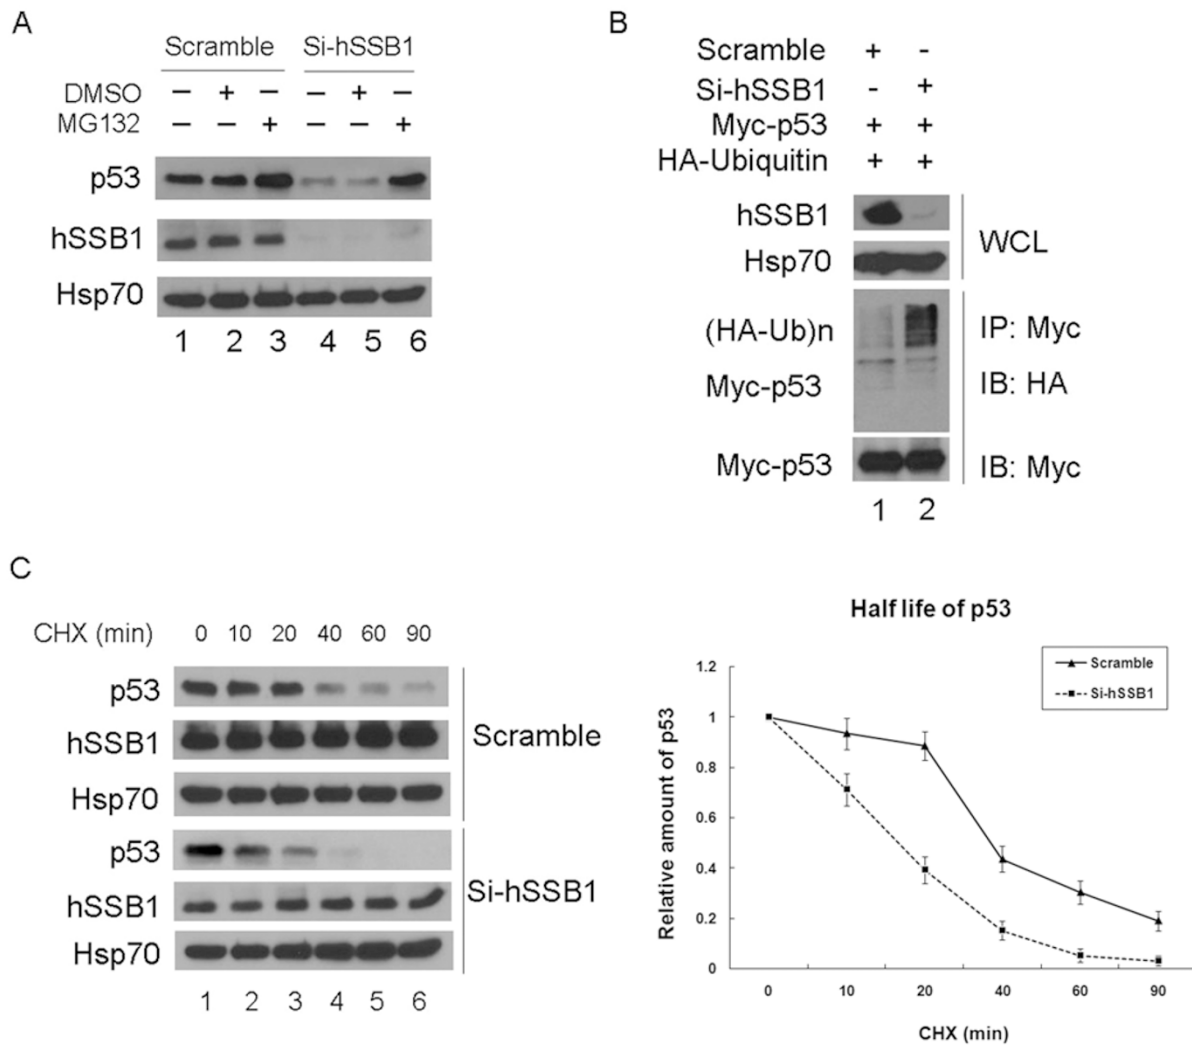 A
Scramble Si-hSSB1
DMSO – + – – + –
MG132 – – + – – +
p53
hSSB1
Hsp70
1 2 3 4 5 6
B
Scramble + -
Si-hSSB1 - +
Myc-p53 + +
HA-Ubiquitin + +
hSSB1
WCL
Hsp70
(HA-Ub)n
IP: Myc
Myc-p53
IB: HA
Myc-p53
IB: Myc
1 2
C
CHX (min) 0 10 20 40 60 90
p53
hSSB1
Scramble
Hsp70
p53
hSSB1
Si-hSSB1
Hsp70
1 2 3 4 5 6
Half life of p53
Scramble
Si-hSSB1
Relative amount of p53
1.2
1
0.8
0.6
0.4
0.2
0
0 10 20 40 60 90
CHX (min)